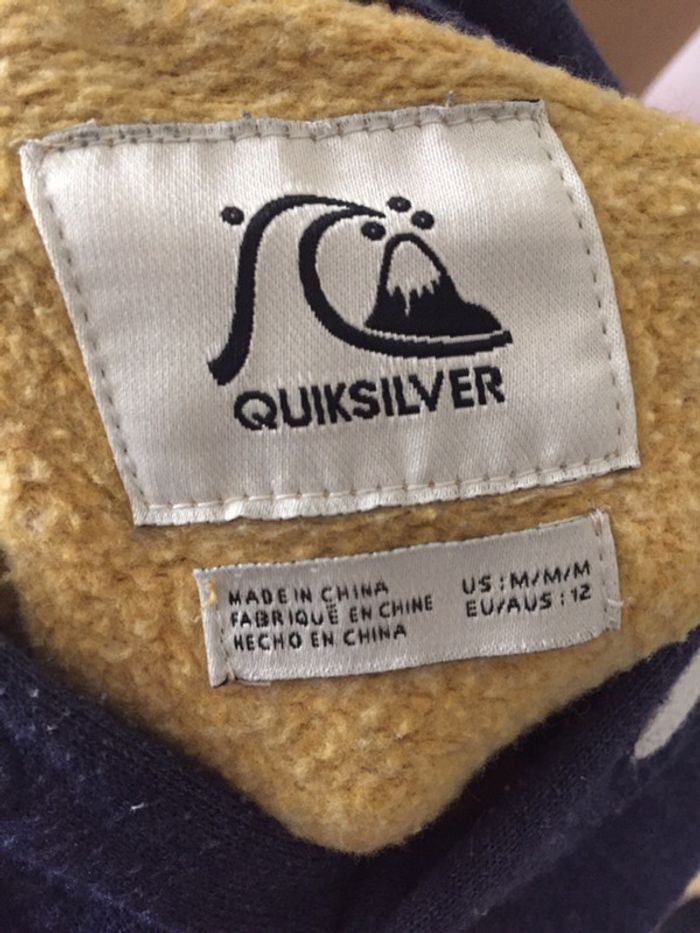 QUIKSILVER
MADE IN CHINA
FABRIQUÉ EN CHINE
HECHO EN CHINA
US : M/M/M
EU/AUS : 12